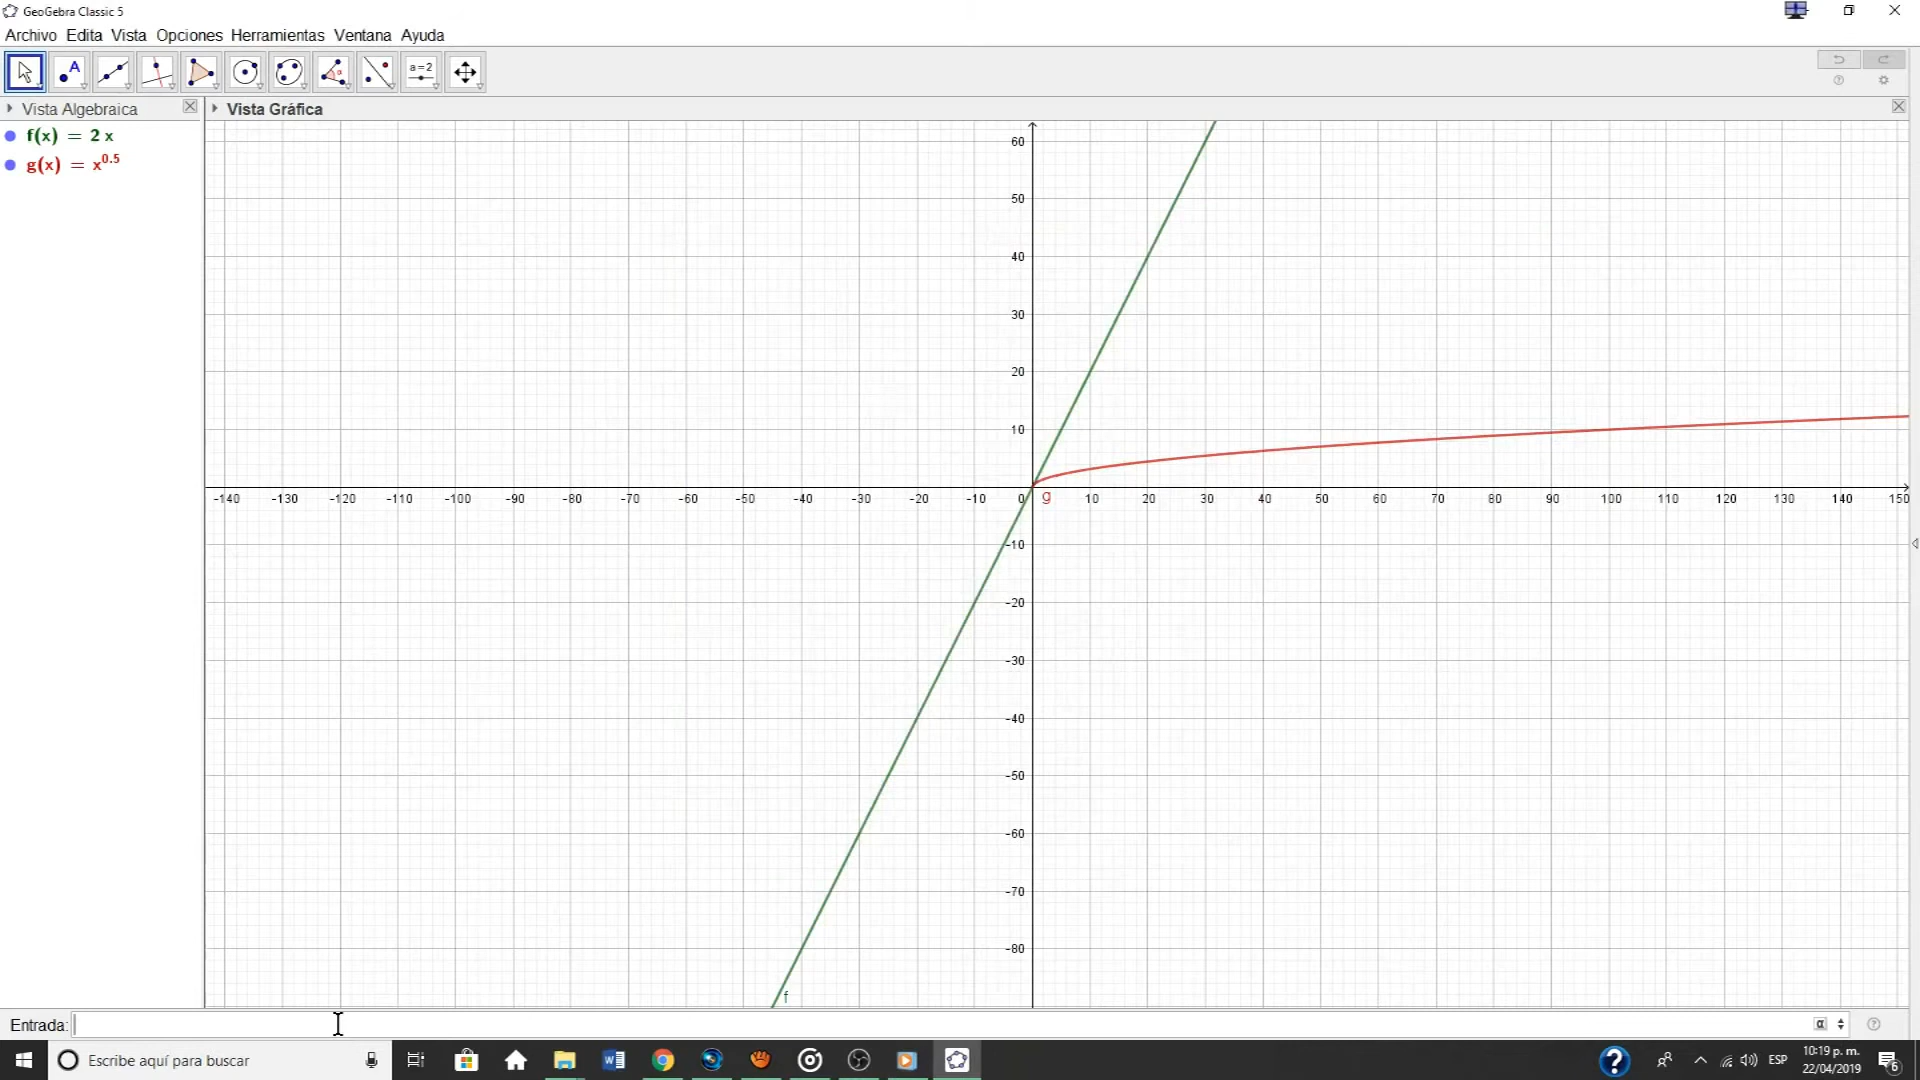 GeoGebra Classic 5
Archivo Edita Vista Opciones Herramientas Ventana Ayuda
A
a=2
Vista Algebraica
Vista Gráfica
f(x) = 2 x
g(x) = x^0.5
60
50
40
30
20
10
-140 -130 -120 -110 -100 -90 -80 -70 -60 -50 -40 -30 -20 -10 0 g 10 20 30 40 50 60 70 80 90 100 110 120 130 140 150
-10
-20
-30
-40
-50
-60
-70
-80
f
Entrada:
α
Escribe aquí para buscar
ESP
10:19 p. m.
22/04/2019
6